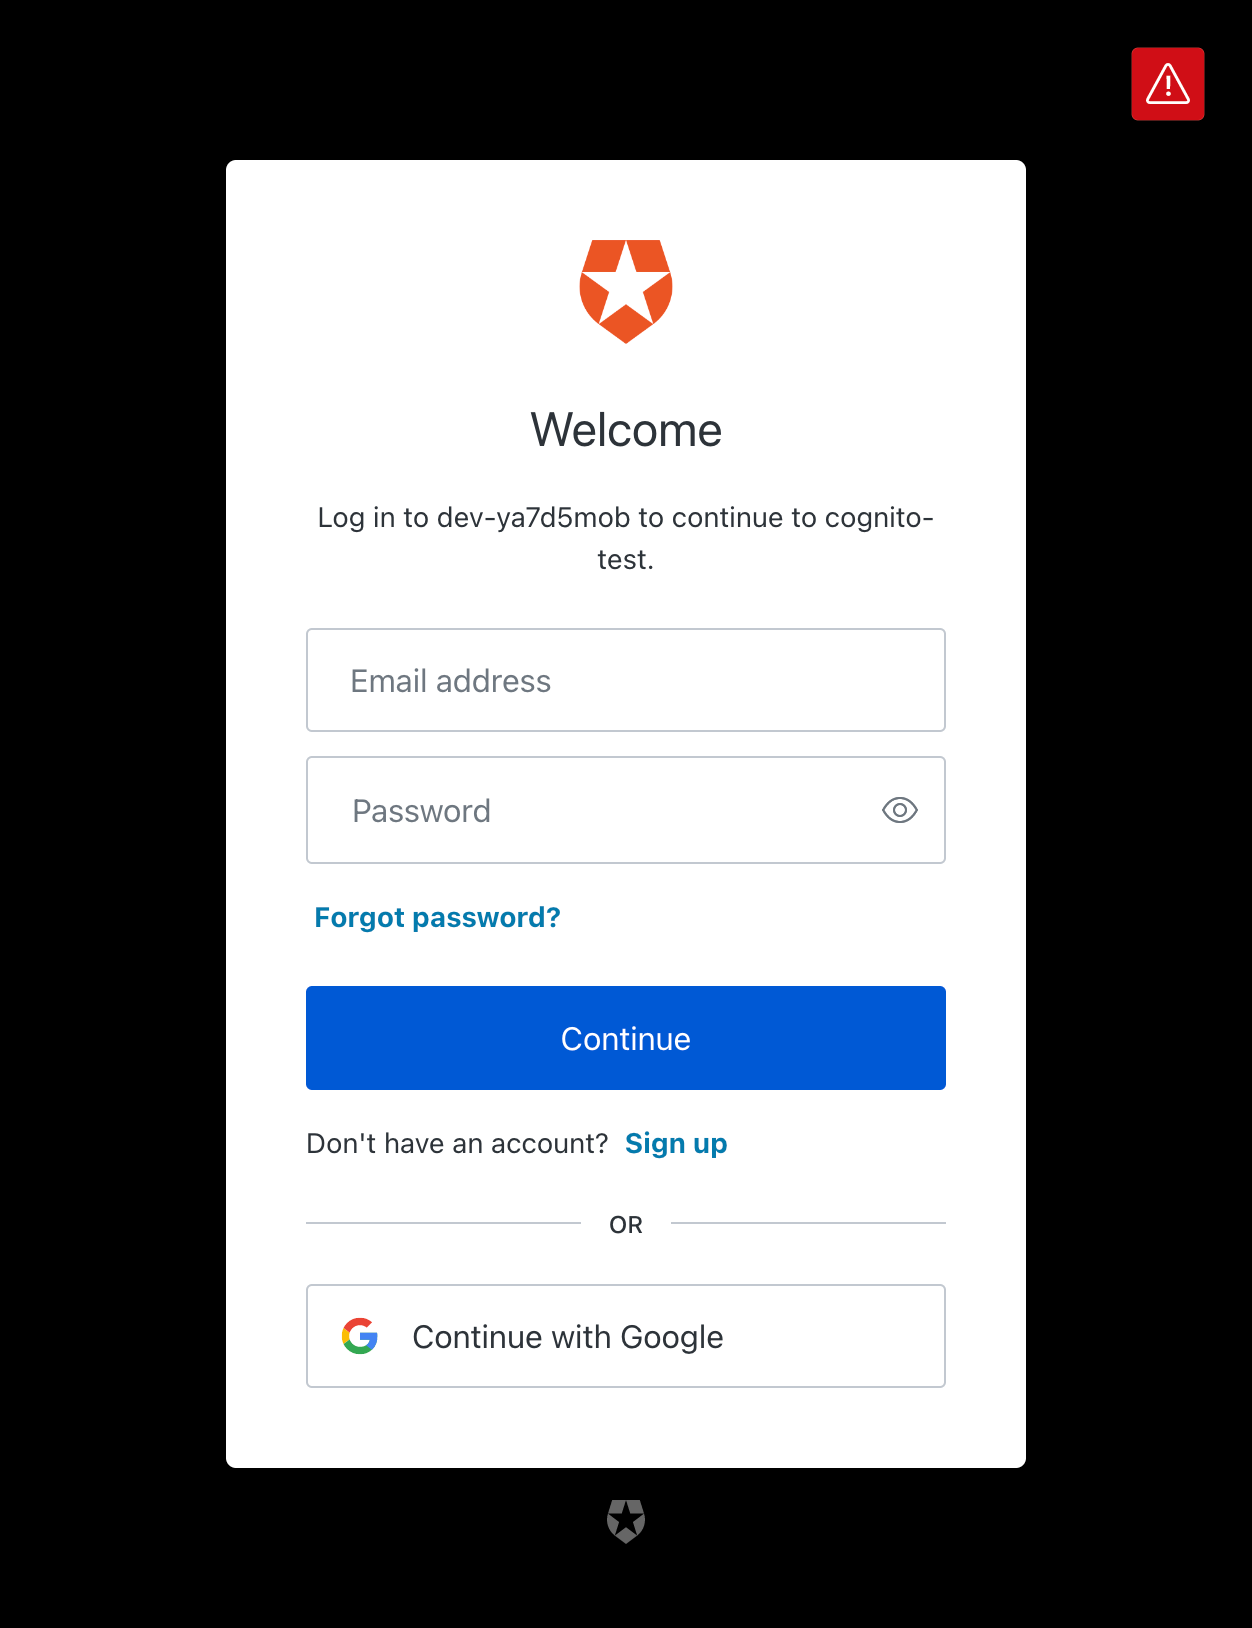 Welcome
Log in to dev-ya7d5mob to continue to cognito-
test.
Email address
Password
Forgot password?
Continue
Don't have an account? Sign up
OR
Continue with Google